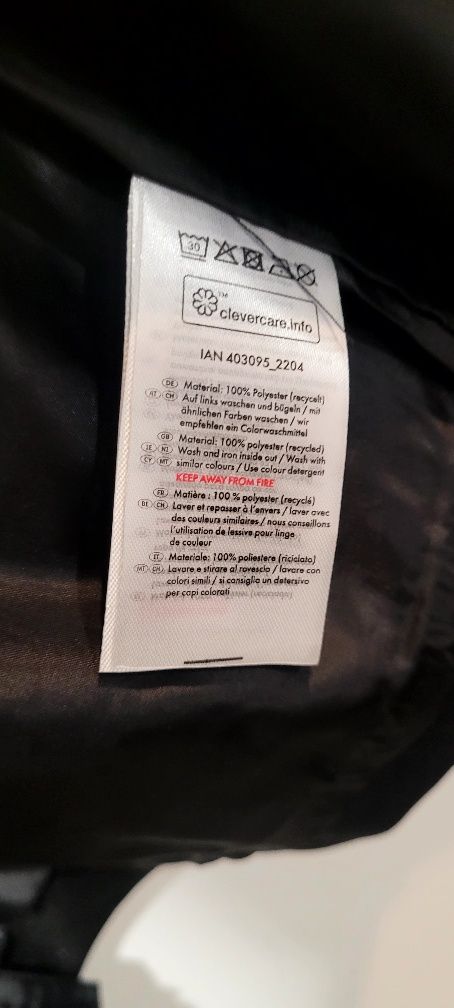 30
TM
clevercare.info
IAN 403095_2204
DE Material: 100% Polyester (recycelt)
AT CH Auf links waschen und bügeln / mit
ähnlichen Farben waschen / wir
empfehlen ein Colorwaschmittel
GB Material: 100% polyester (recycled)
IE NI Wash and iron inside out / Wash with
CY MT similar colours / Use colour detergent
KEEP AWAY FROM FIRE
FR Matière : 100 % polyester (recyclé)
BE CH Laver et repasser à l'envers / laver avec
des couleurs similaires / nous conseillons
l'utilisation de lessive pour linge
de couleur
IT Materiale: 100% poliestere (riciclato)
MT CH Lavare e stirare al rovescio / lavare con
colori simili / si consiglia un detersivo
per capi colorati